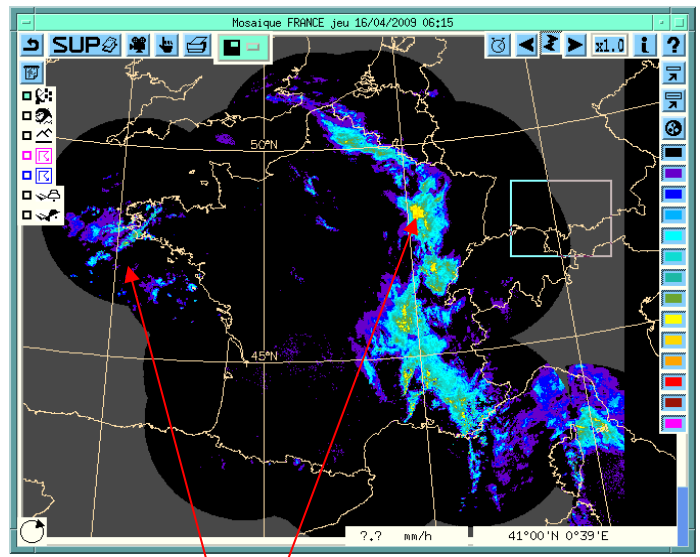 Mosaique FRANCE jeu 16/04/2009 06:15
SUP x1.0 i ?
50°N
45°N
?.? mm/h 41°00'N 0°39'E